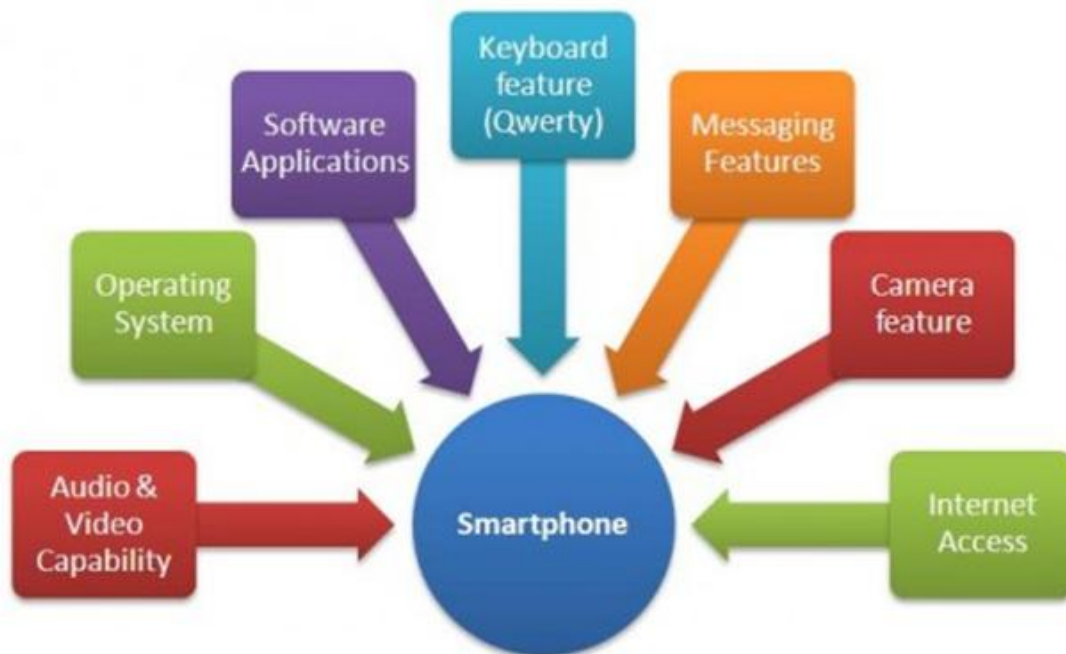 Keyboard
feature
(Qwerty)
Software
Applications
Messaging
Features
Operating
System
Camera
feature
Audio &
Video
Capability
Smartphone
Internet
Access